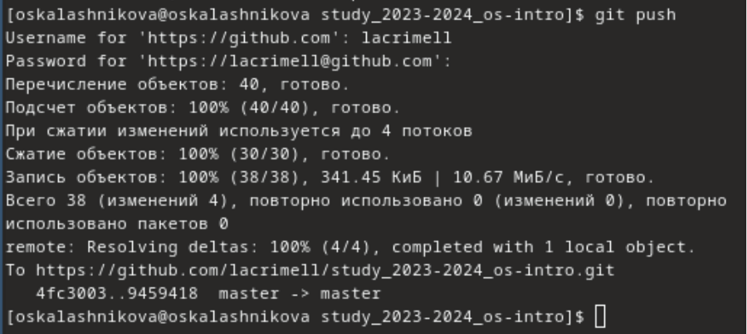 [oskalashnikova@oskalashnikova study_2023-2024_os-intro]$ git push
Username for 'https://github.com': lacrimell
Password for 'https://lacrimell@github.com':
Перечисление объектов: 40, готово.
Подсчет объектов: 100% (40/40), готово.
При сжатии изменений используется до 4 потоков
Сжатие объектов: 100% (30/30), готово.
Запись объектов: 100% (38/38), 341.45 КиБ | 10.67 МиБ/с, готово.
Всего 38 (изменений 4), повторно использовано 0 (изменений 0), повторно
использовано пакетов 0
remote: Resolving deltas: 100% (4/4), completed with 1 local object.
To https://github.com/lacrimell/study_2023-2024_os-intro.git
   4fc3003..9459418  master -> master
[oskalashnikova@oskalashnikova study_2023-2024_os-intro]$